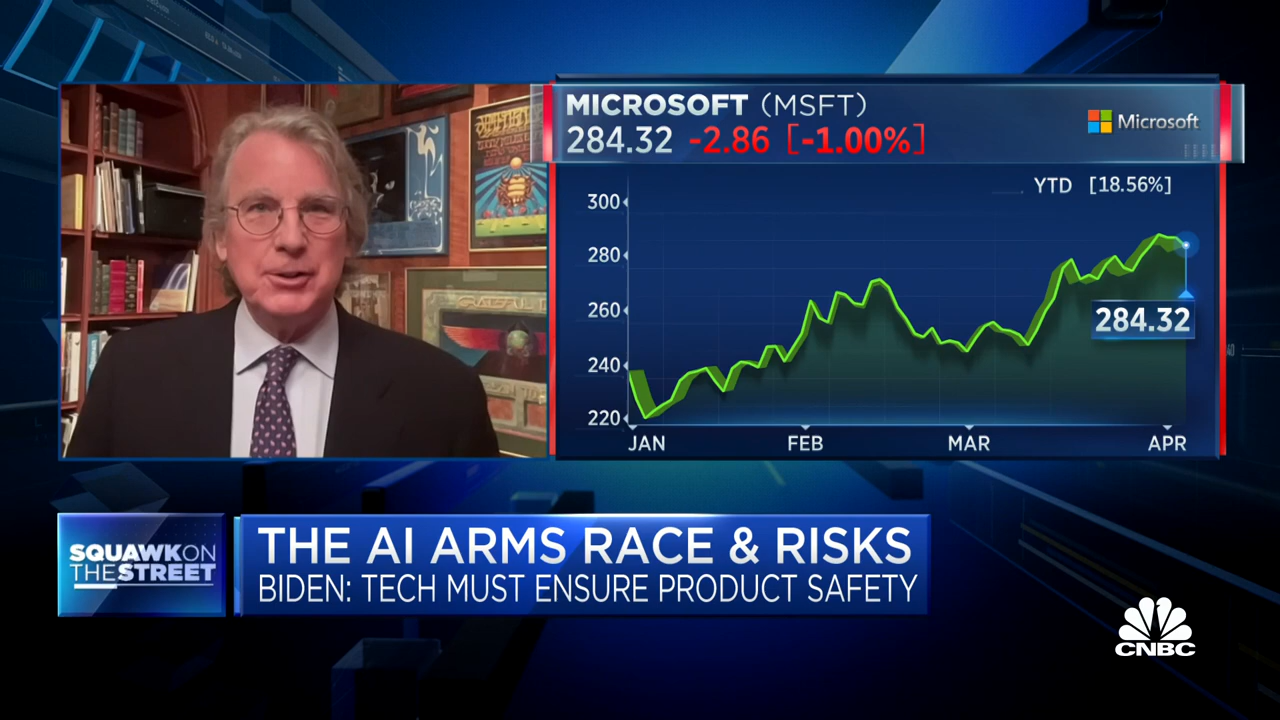 MICROSOFT (MSFT)
284.32 -2.86 [-1.00%]
Microsoft
YTD [18.56%]
300
280
260
240
220
284.32
JAN FEB MAR APR
SQUAWK ON
THE STREET
THE AI ARMS RACE & RISKS
BIDEN: TECH MUST ENSURE PRODUCT SAFETY
CNBC